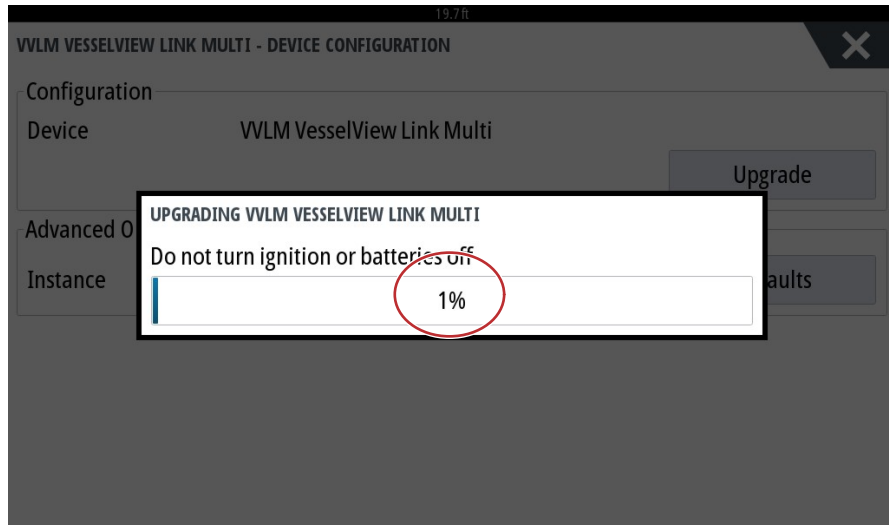 19.7 ft
VVLM VESSELVIEW LINK MULTI - DEVICE CONFIGURATION
Configuration
Device VVLM VesselView Link Multi
Upgrade
UPGRADING VVLM VESSELVIEW LINK MULTI
Advanced O
Do not turn ignition or batteries off
Instance
aults
1%